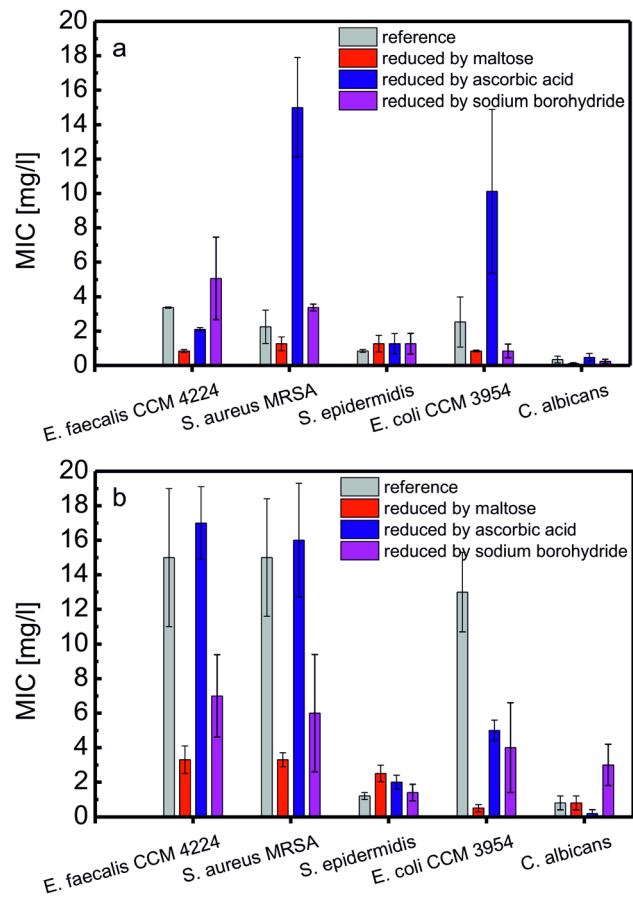 a
reference
reduced by maltose
reduced by ascorbic acid
reduced by sodium borohydride
MIC [mg/l]
20
18
16
14
12
10
8
6
4
2
0
E. faecalis CCM 4224
S. aureus MRSA
S. epidermidis
E. coli CCM 3954
C. albicans
b
reference
reduced by maltose
reduced by ascorbic acid
reduced by sodium borohydride
MIC [mg/l]
20
18
16
14
12
10
8
6
4
2
0
E. faecalis CCM 4224
S. aureus MRSA
S. epidermidis
E. coli CCM 3954
C. albicans